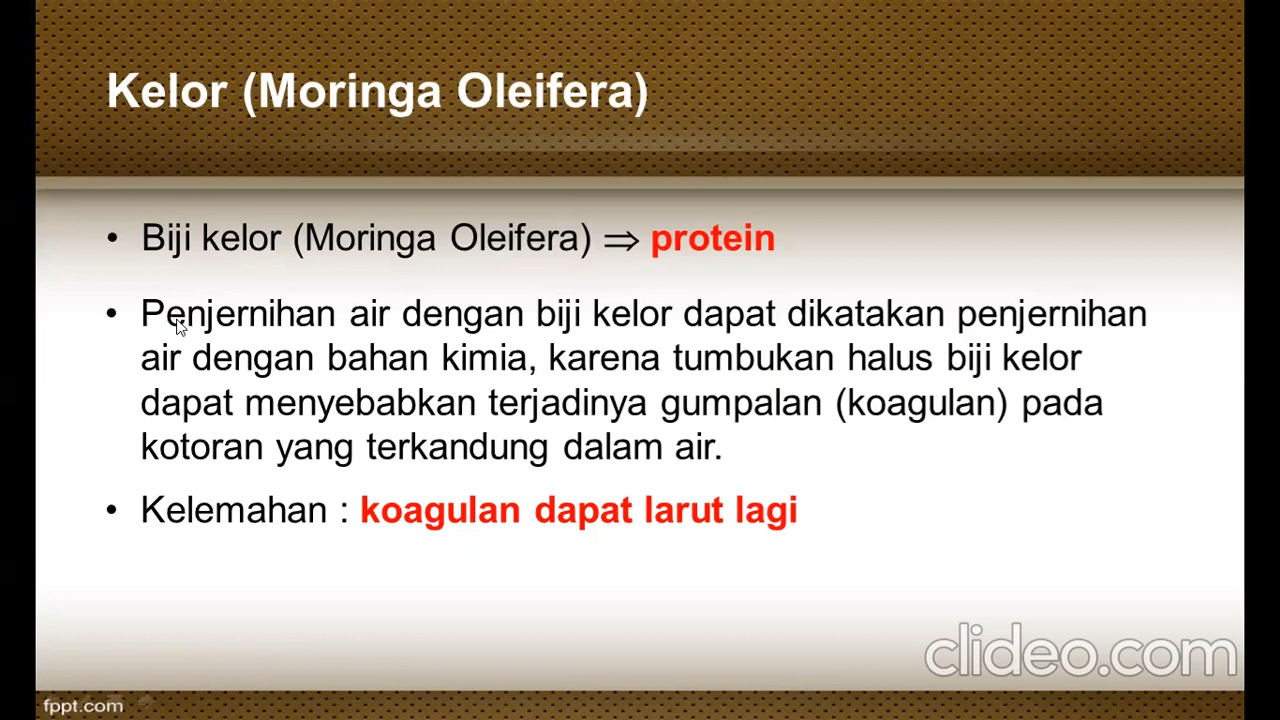 Kelor (Moringa Oleifera)
• Biji kelor (Moringa Oleifera) ⇒ protein
• Penjernihan air dengan biji kelor dapat dikatakan penjernihan
air dengan bahan kimia, karena tumbukan halus biji kelor
dapat menyebabkan terjadinya gumpalan (koagulan) pada
kotoran yang terkandung dalam air.
• Kelemahan : koagulan dapat larut lagi
clideo.com
fppt.com